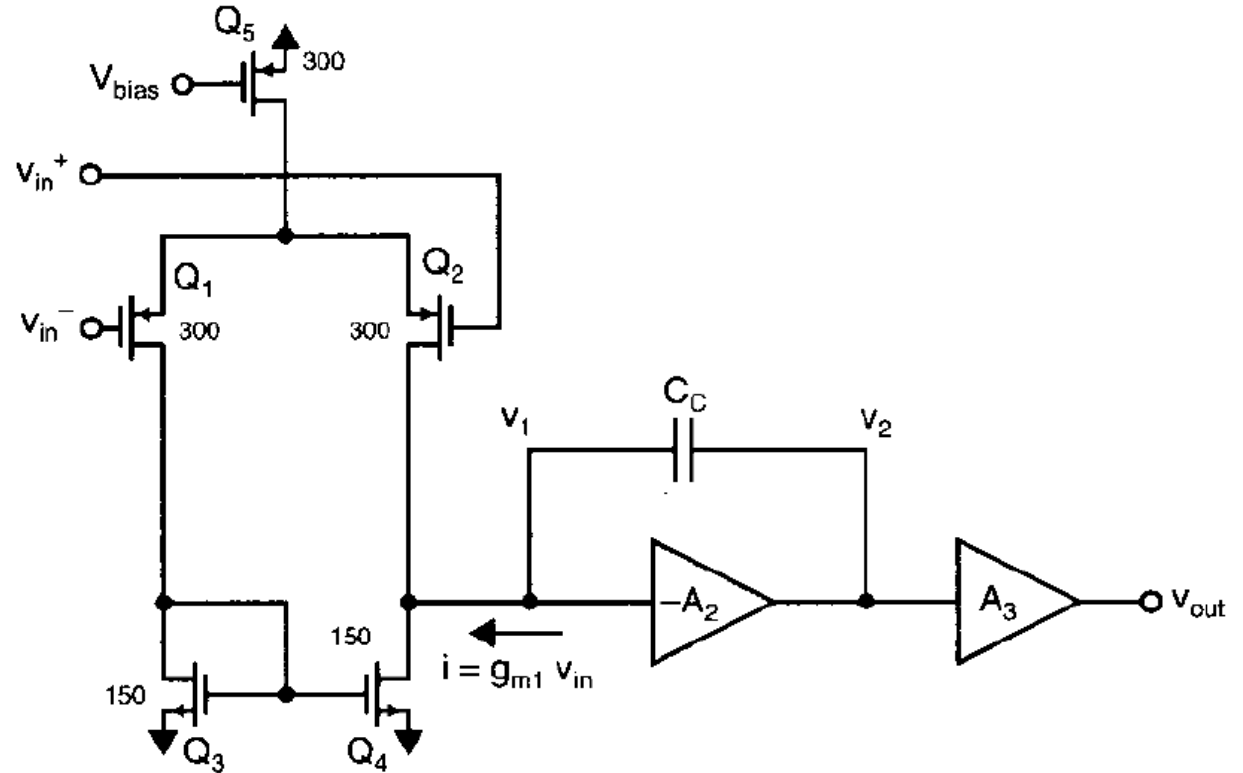 Q5
300
Vbias
vin+
Q1
Q2
vin−
300
300
CC
v1
v2
−A2
A3
vout
150
i = gm1 vin
150
Q3
Q4